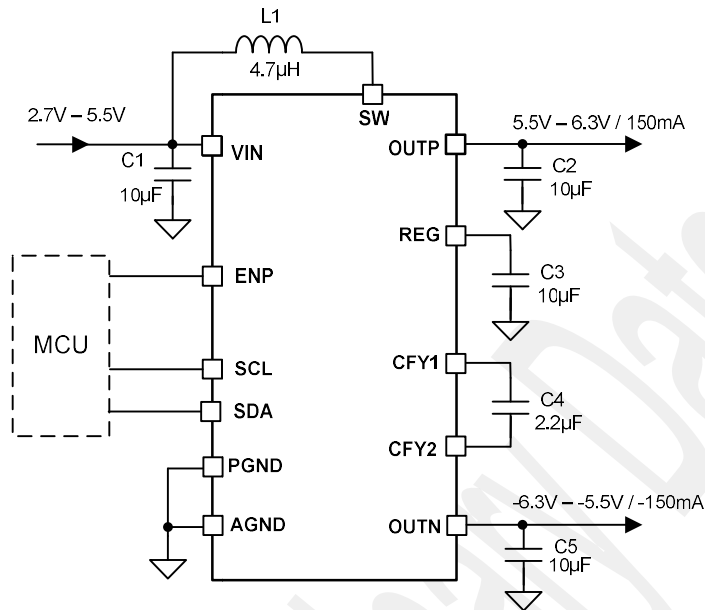 L1
4.7µH
2.7V – 5.5V
SW
5.5V – 6.3V / 150mA
VIN
OUTP
C1
10µF
C2
10µF
REG
ENP
C3
10µF
MCU
CFY1
SCL
C4
2.2µF
SDA
CFY2
PGND
-6.3V – -5.5V / -150mA
AGND
OUTN
C5
10µF